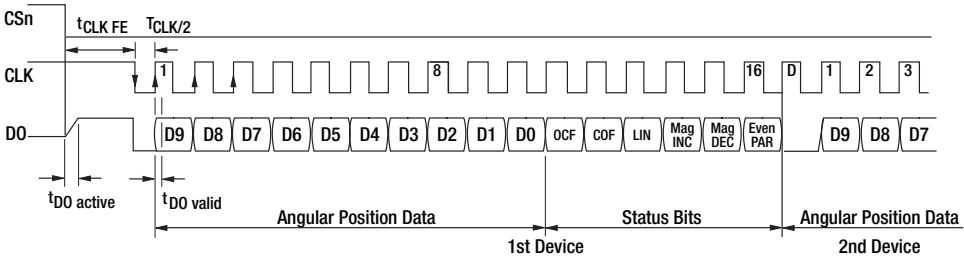 CSn
tCLK FE TCLK/2
CLK 1 8 16 D 1 2 3
DO D9 D8 D7 D6 D5 D4 D3 D2 D1 D0 OCF COF LIN Mag INC Mag DEC Even PAR D9 D8 D7
tDO active tDO valid
Angular Position Data Status Bits Angular Position Data
1st Device 2nd Device